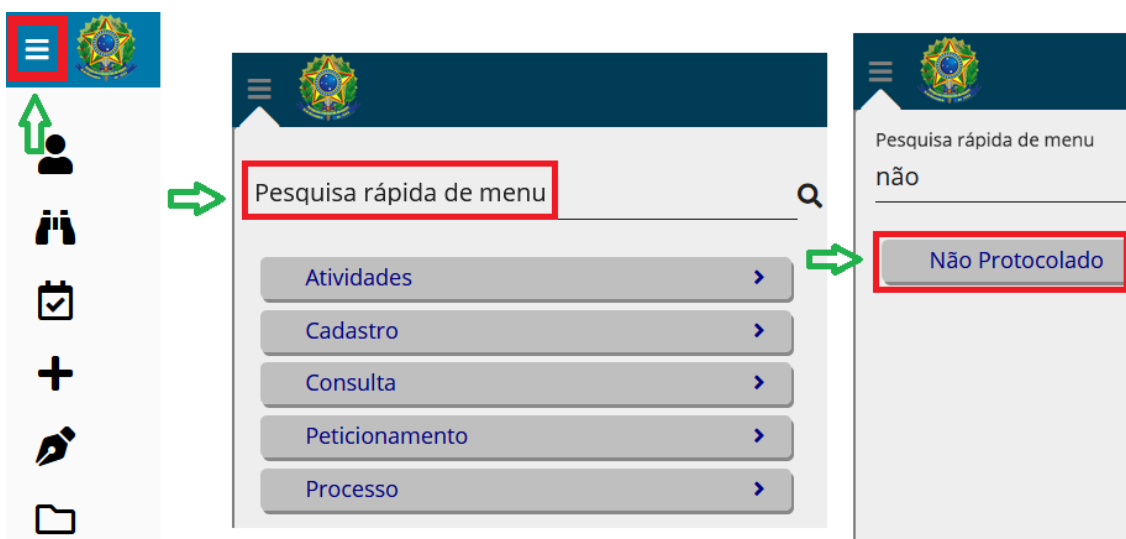 Pesquisa rápida de menu
Atividades
Cadastro
Consulta
Peticionamento
Processo
Pesquisa rápida de menu
não
Não Protocolado